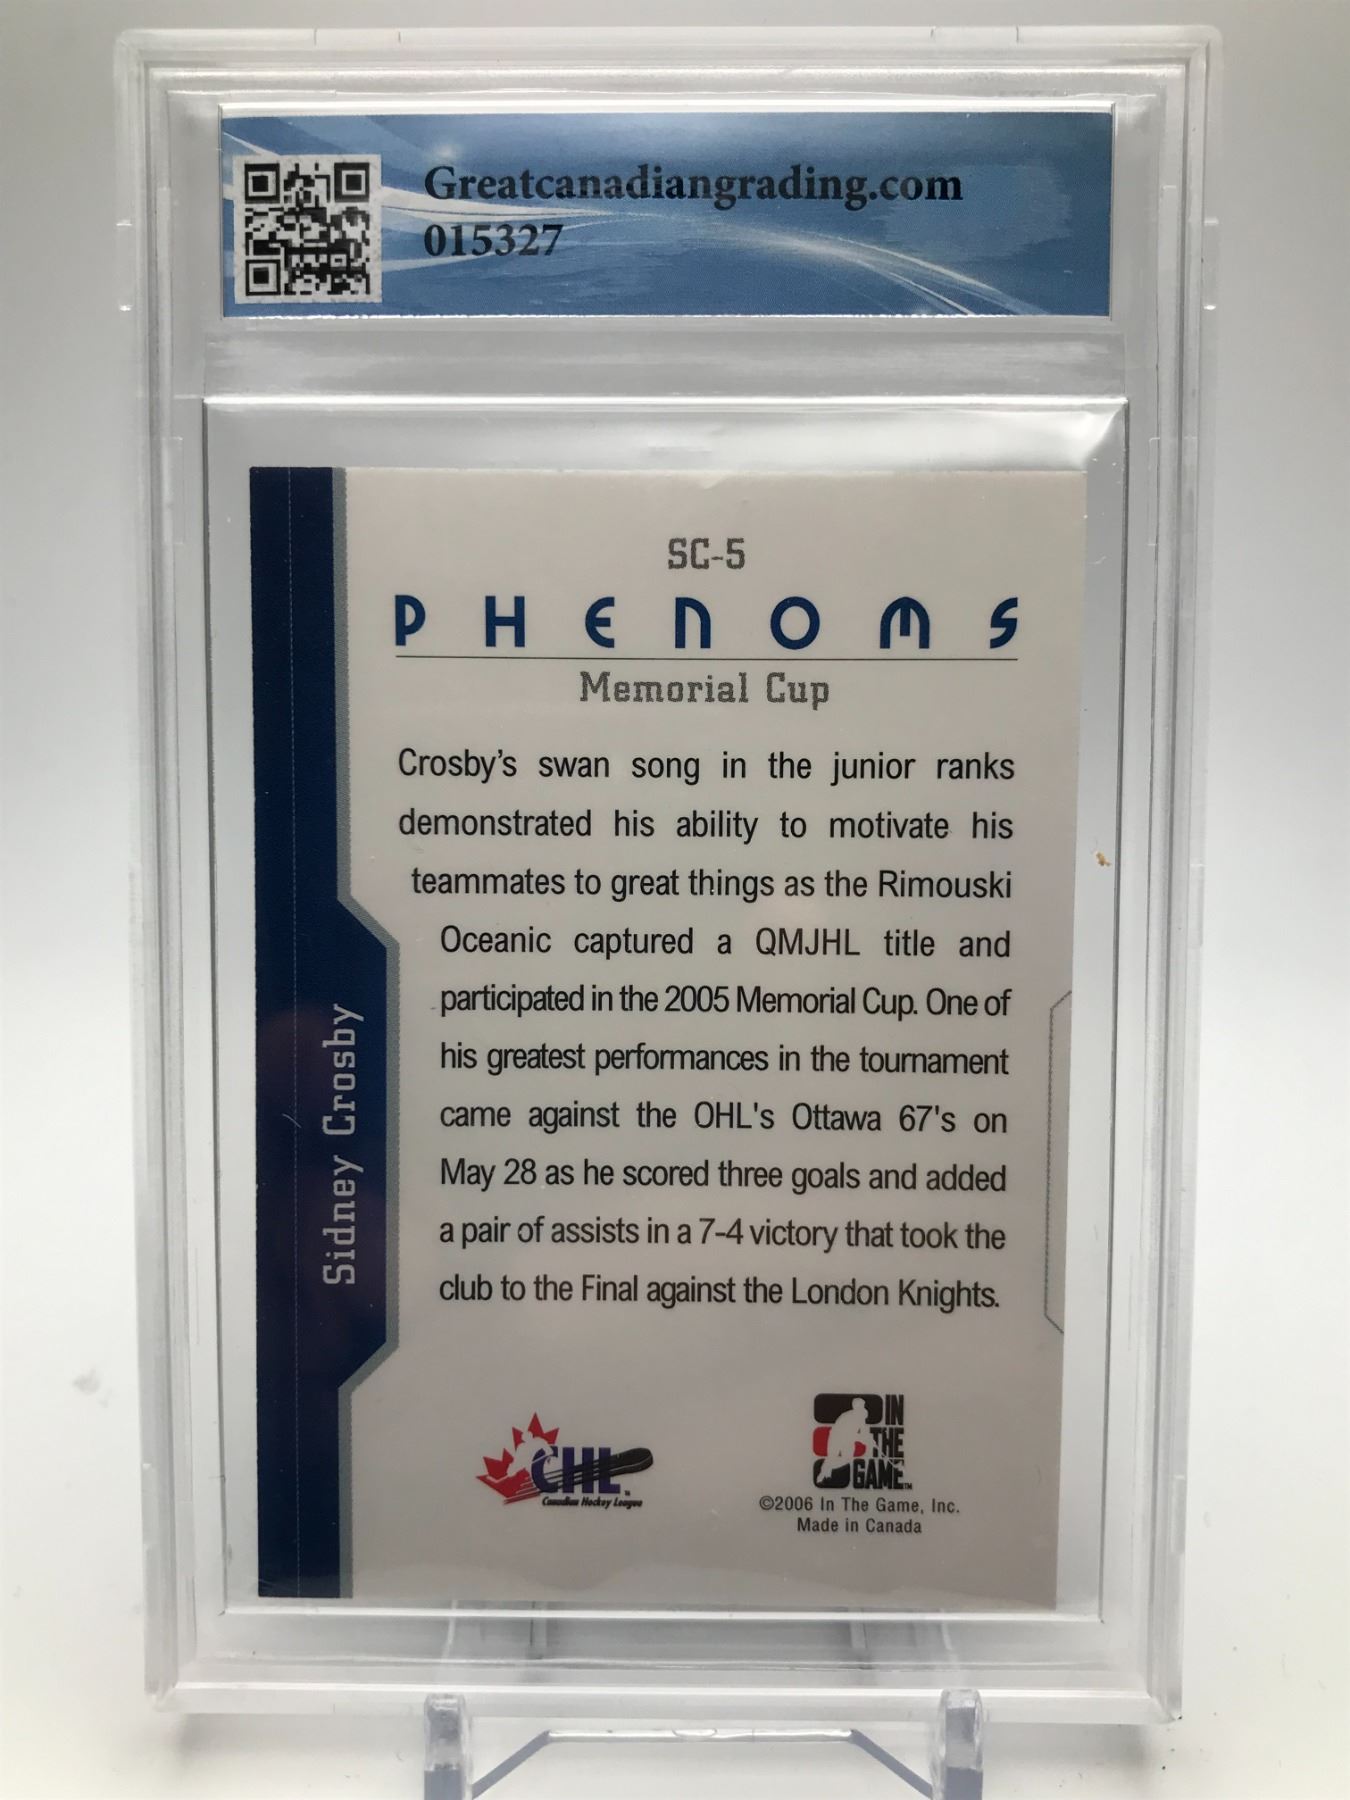 Greatcanadiangrading.com
015327
SC-5
PHENOMS
Memorial Cup
Crosby's swan song in the junior ranks
demonstrated his ability to motivate his
teammates to great things as the Rimouski
Oceanic captured a QMJHL title and
participated in the 2005 Memorial Cup. One of
his greatest performances in the tournament
came against the OHL's Ottawa 67's on
May 28 as he scored three goals and added
a pair of assists in a 7-4 victory that took the
club to the Final against the London Knights.
Sidney Crosby
CHL
Canadian Hockey League
IN
THE
GAME™
©2006 In The Game, Inc.
Made in Canada